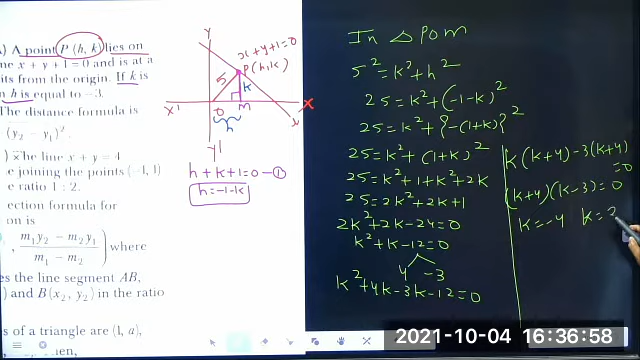 A) A point P (h, k) lies on
line x + y + 1 = 0 and is at a
its from the origin. If k is
n h is equal to −3.
The distance formula is
(y₂ − y₁)².
) The line x + y = 4
e joining the points (−1, 1)
e ratio 1 : 2.
ection formula for
on is
m₁y₂ − m₂y₁
m₁ − m₂
where
es the line segment AB,
) and B(x₂, y₂) in the ratio
s of a triangle are (1, a),
y
x+y+1=0
P(h,k)
5
k
x'
O
M
X
h
y1
h+k+1=0 — ①
h=-1-k
In △ POM
5²=k²+h²
25=k²+(-1-k)²
25=k²+{-(1+k)}²
25=k²+(1+k)²
25=k²+1+k²+2k
25=2k²+2k+1
2k²+2k-24=0
k²+k-12=0
4 -3
k²+4k-3k-12=0
k(k+4)-3(k+4)
=0
(k+4)(k-3)=0
k=-4 k=3
2021-10-04 16:36:58